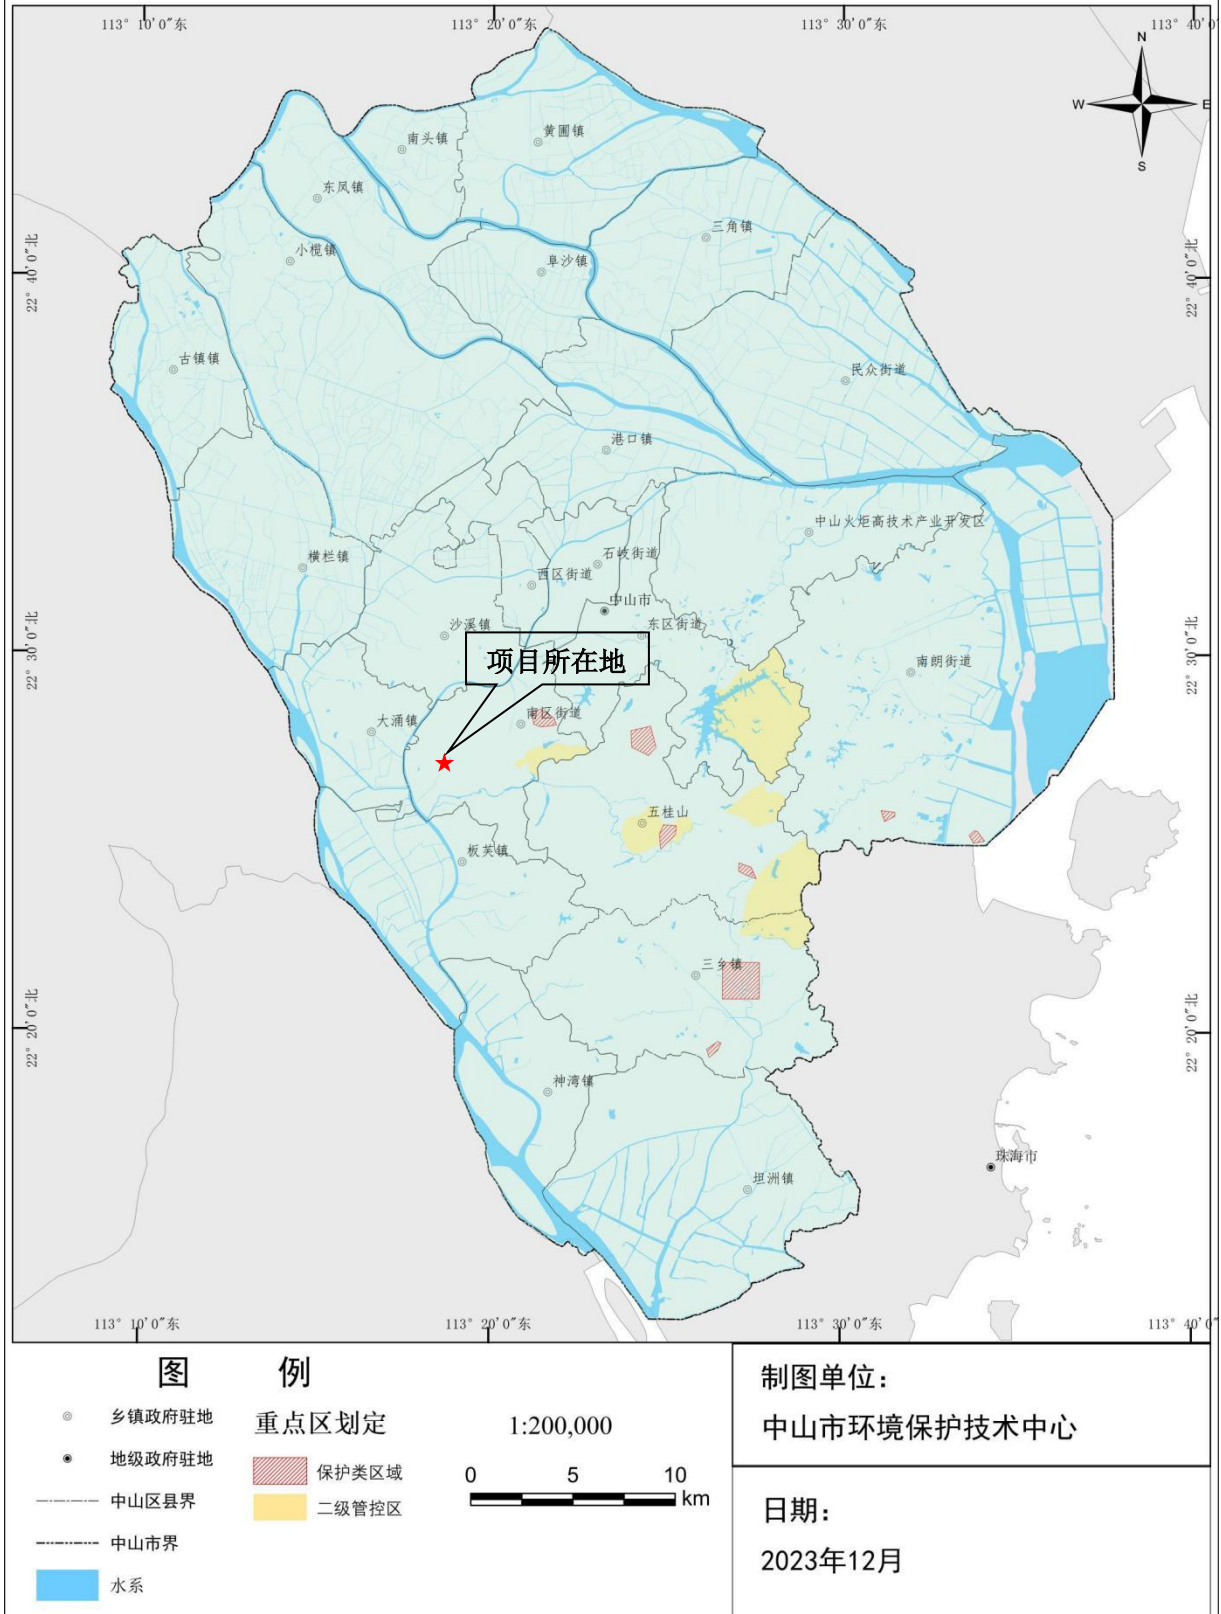 113° 10′0″东
113° 20′0″东
113° 30′0″东
113° 40′0
N
W
E
S
22° 40′0″北
22° 40′0″北
22° 30′0″北
22° 30′0″北
22° 20′0″北
22° 20′0″北
黄圃镇
南头镇
东凤镇
三角镇
小榄镇
阜沙镇
古镇镇
民众街道
港口镇
中山火炬高技术产业开发区
石岐街道
横栏镇
西区街道
中山市
沙溪镇
东区街道
项目所在地
南朗街道
大涌镇
南区街道
五桂山
板芙镇
三乡镇
神湾镇
珠海市
坦洲镇
113° 10′0″东
113° 20′0″东
113° 30′0″东
113° 40′0
图 例
乡镇政府驻地
地级政府驻地
中山区县界
中山市界
水系
重点区划定
保护类区域
二级管控区
1:200,000
0 5 10
km
制图单位：
中山市环境保护技术中心
日期：
2023年12月